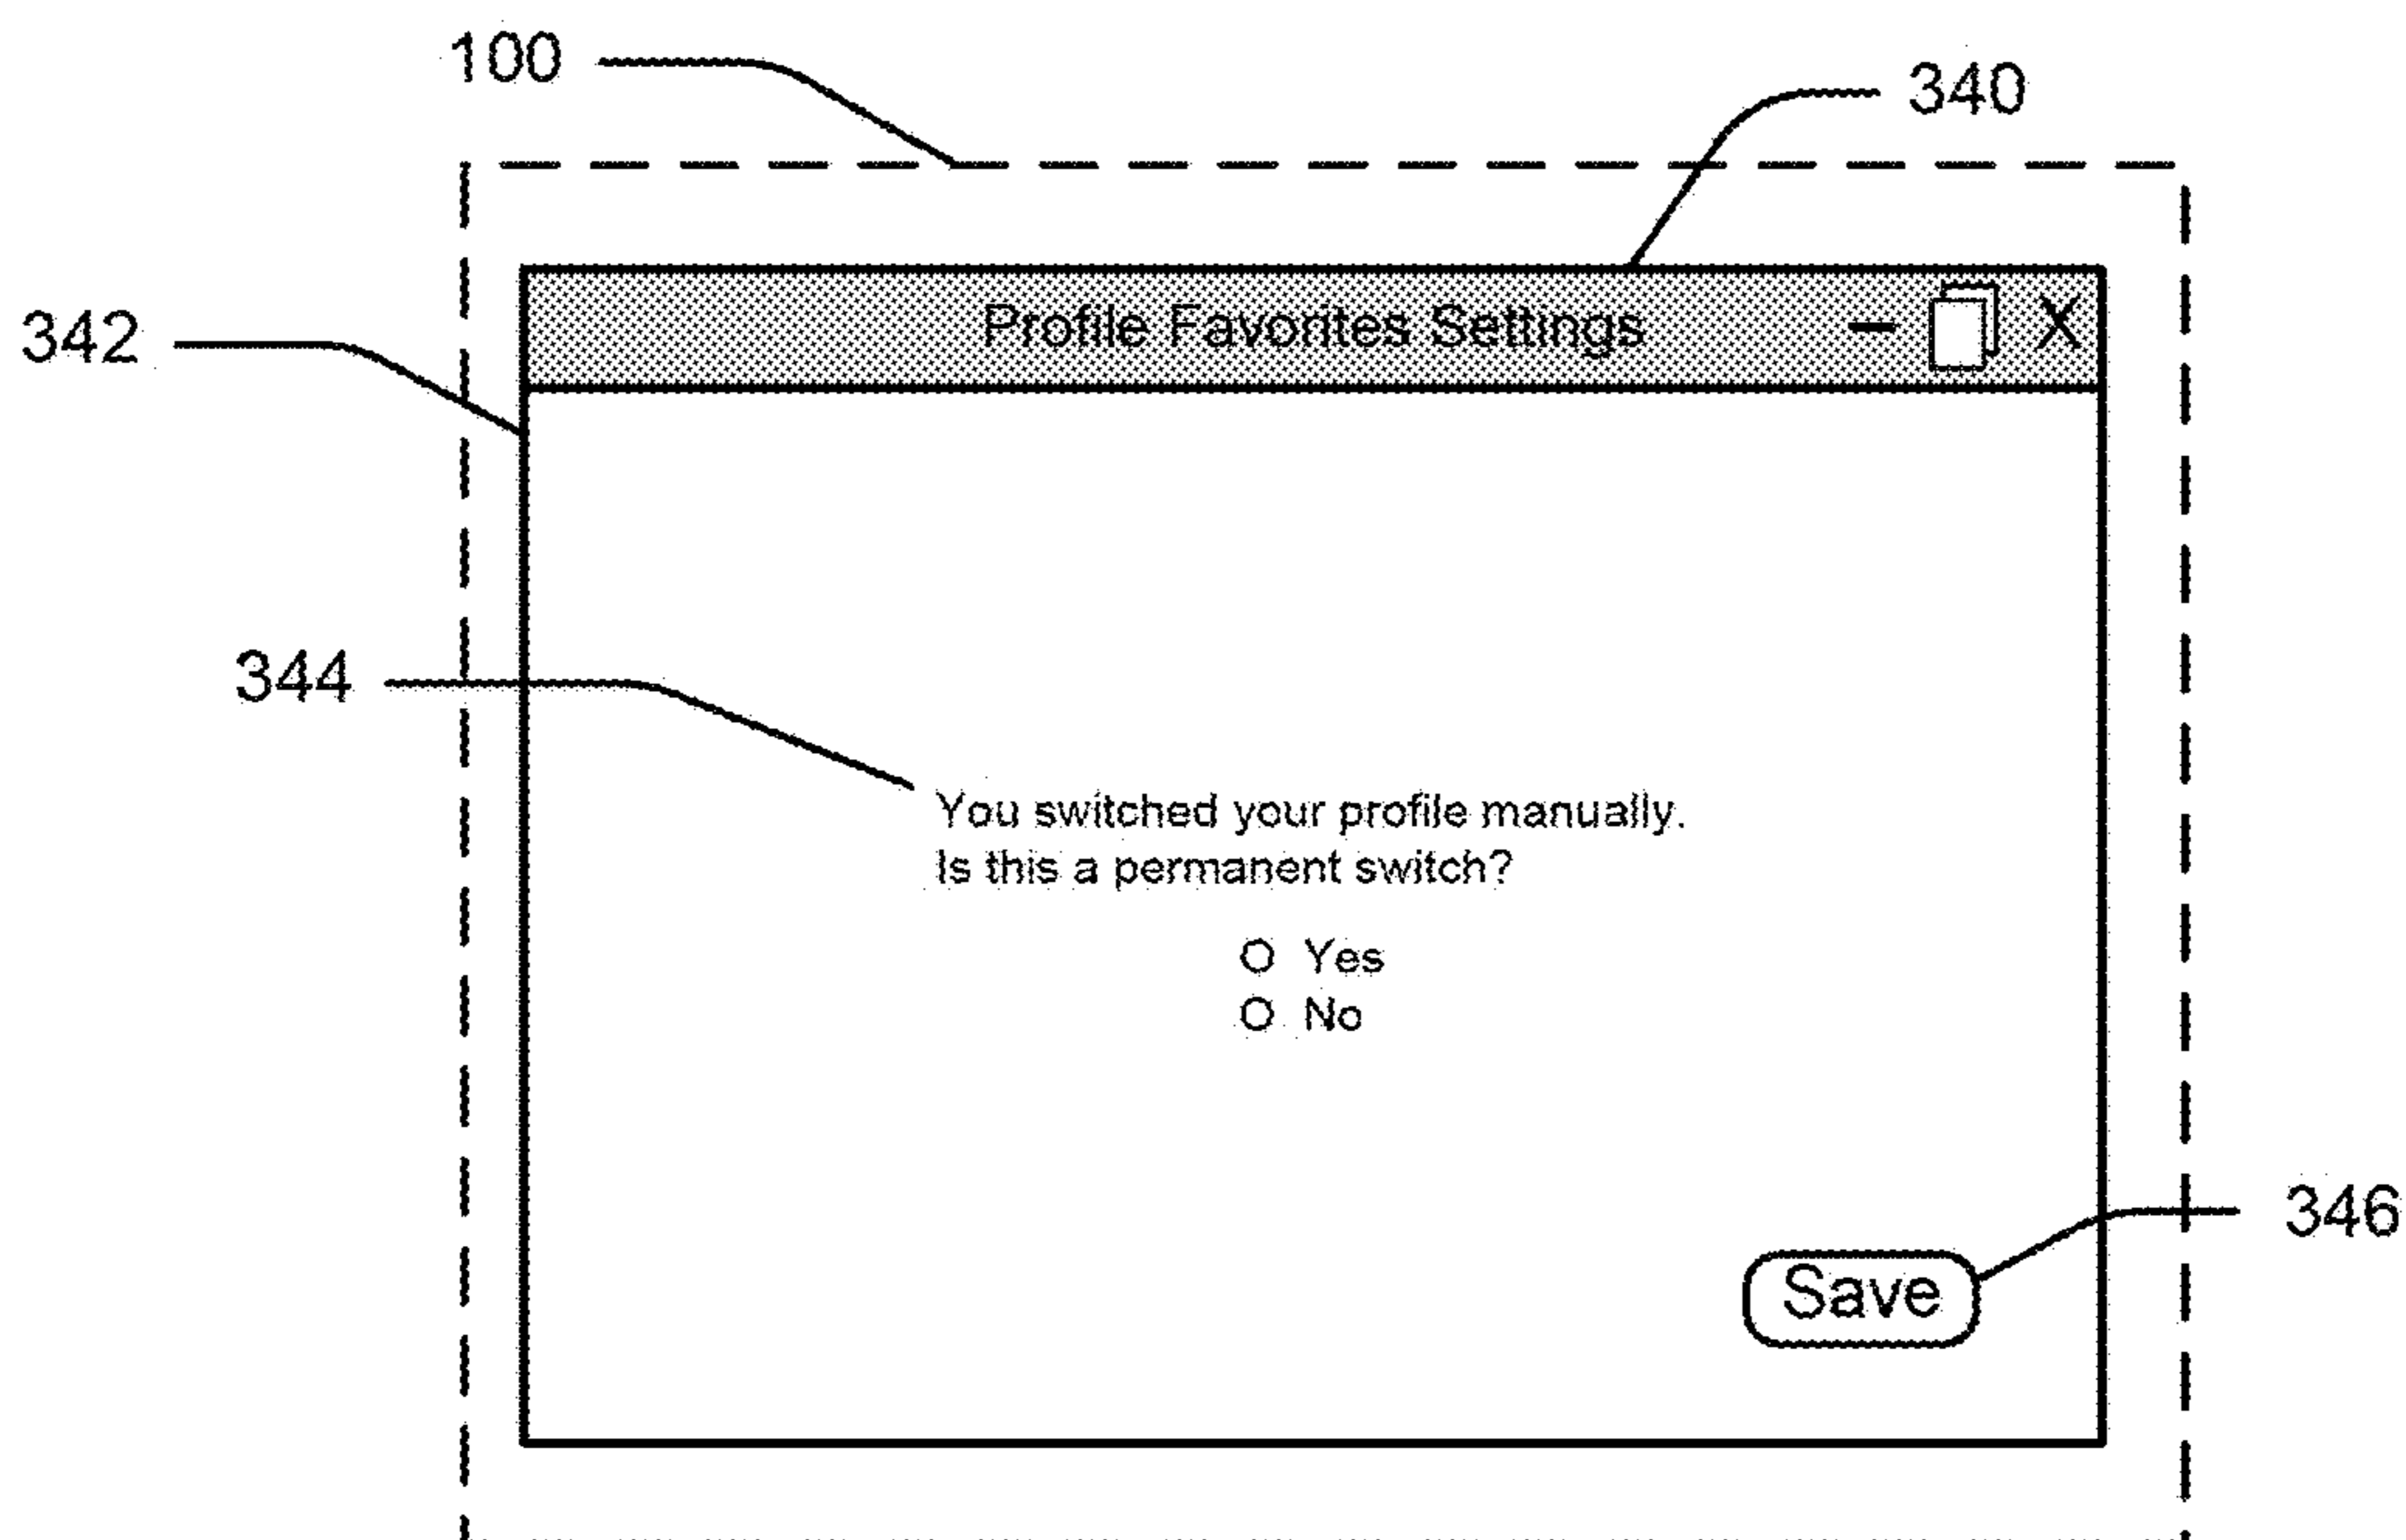 100
340
Profile Favorites Settings
– X
342
344
You switched your profile manually.
Is this a permanent switch?
O Yes
O No
346
Save